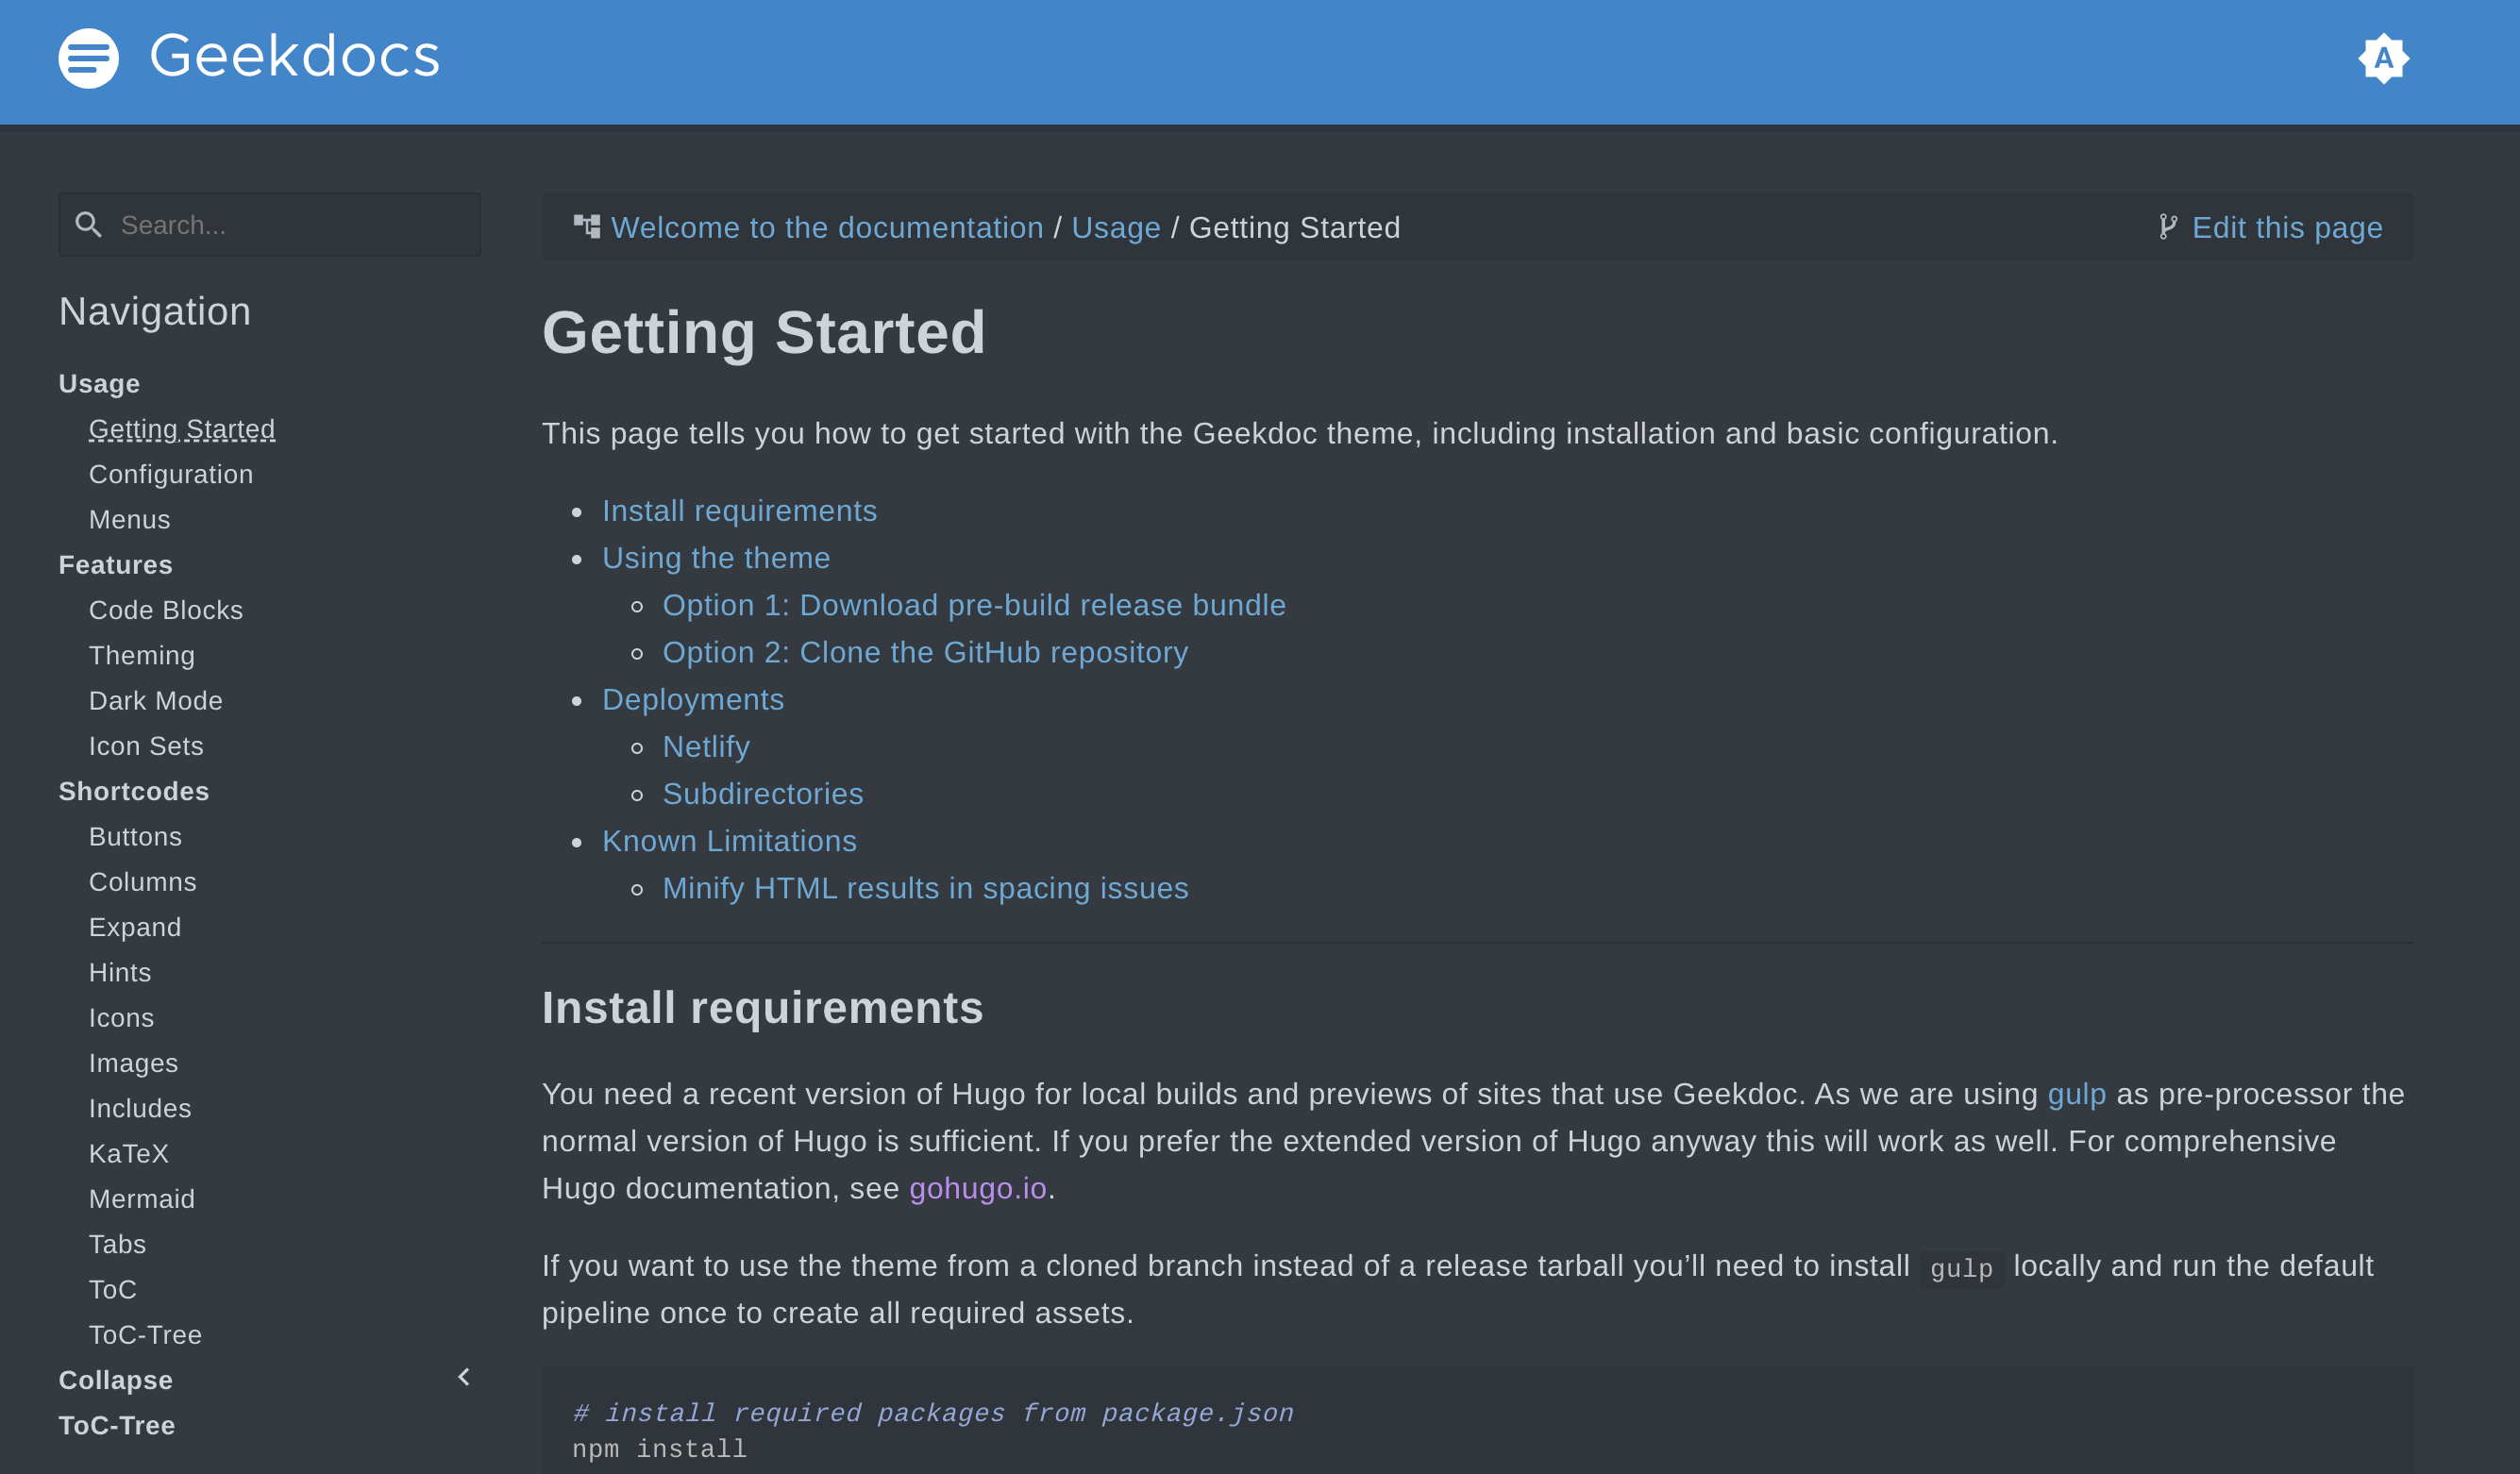 Geekdocs
A
Search...
Navigation
Usage
Getting Started
Configuration
Menus
Features
Code Blocks
Theming
Dark Mode
Icon Sets
Shortcodes
Buttons
Columns
Expand
Hints
Icons
Images
Includes
KaTeX
Mermaid
Tabs
ToC
ToC-Tree
Collapse
ToC-Tree
Welcome to the documentation / Usage / Getting Started
Edit this page
Getting Started
This page tells you how to get started with the Geekdoc theme, including installation and basic configuration.
Install requirements
Using the theme
Option 1: Download pre-build release bundle
Option 2: Clone the GitHub repository
Deployments
Netlify
Subdirectories
Known Limitations
Minify HTML results in spacing issues
Install requirements
You need a recent version of Hugo for local builds and previews of sites that use Geekdoc. As we are using gulp as pre-processor the
normal version of Hugo is sufficient. If you prefer the extended version of Hugo anyway this will work as well. For comprehensive
Hugo documentation, see gohugo.io.
If you want to use the theme from a cloned branch instead of a release tarball you’ll need to install gulp locally and run the default
pipeline once to create all required assets.
# install required packages from package.json
npm install